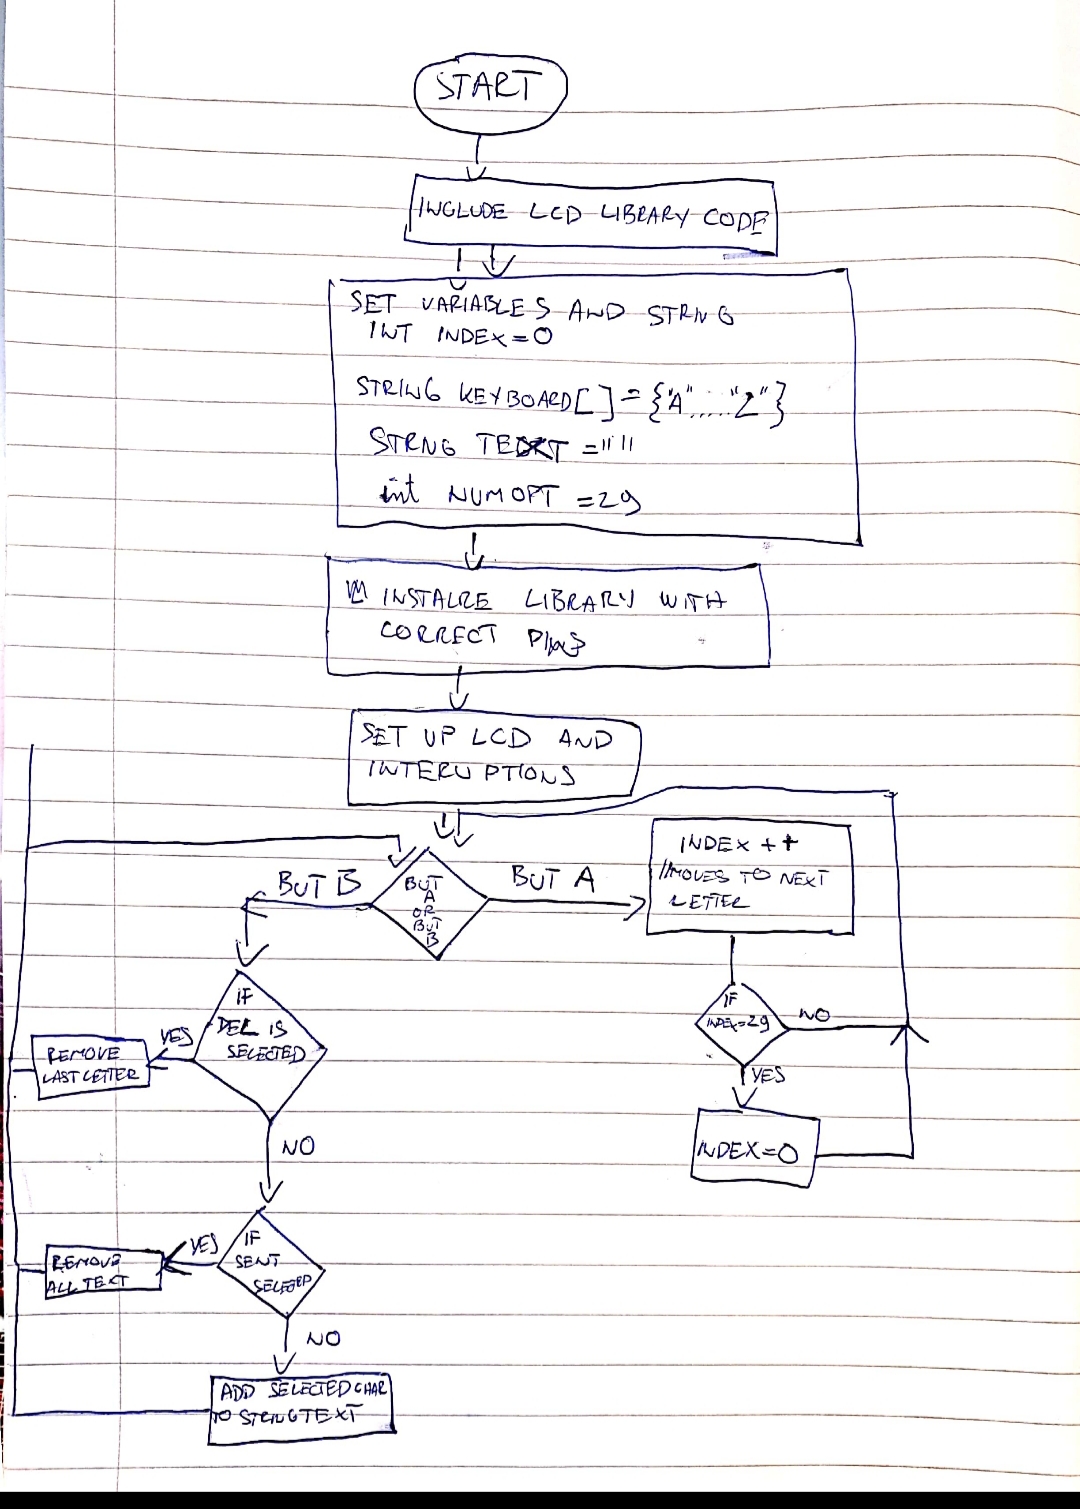 START
INCLUDE LCD LIBRARY CODE
SET VARIABLES AND STRNG
INT INDEX=0
STRING KEYBOARD[]={"A"....."Z"}
STRNG TEXT =""
int NUMOPT =29
INSTALRE LIBRARY WITH
CORRECT PINS
SET UP LCD AND
INTERUPTIONS
BUT B
BUT
A
OR
BUT
B
BUT A
INDEX ++
//MOVES TO NEXT
LETTER
IF
INDEX=29
NO
YES
INDEX=0
IF
DEL IS
SELECTED
YES
REMOVE
LAST LETTER
NO
IF
SENT
SELECTED
YES
REMOVE
ALL TEXT
NO
ADD SELECTED CHAR
TO STRING TEXT